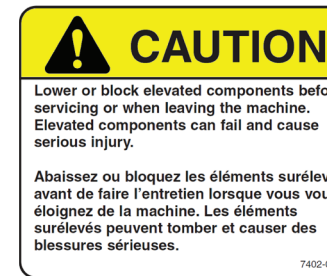 CAUTION
Lower or block elevated components befo
servicing or when leaving the machine.
Elevated components can fail and cause
serious injury.
Abaissez ou bloquez les éléments surélev
avant de faire l'entretien lorsque vous vou
éloignez de la machine. Les éléments
surélevés peuvent tomber et causer des
blessures sérieuses.
7402-